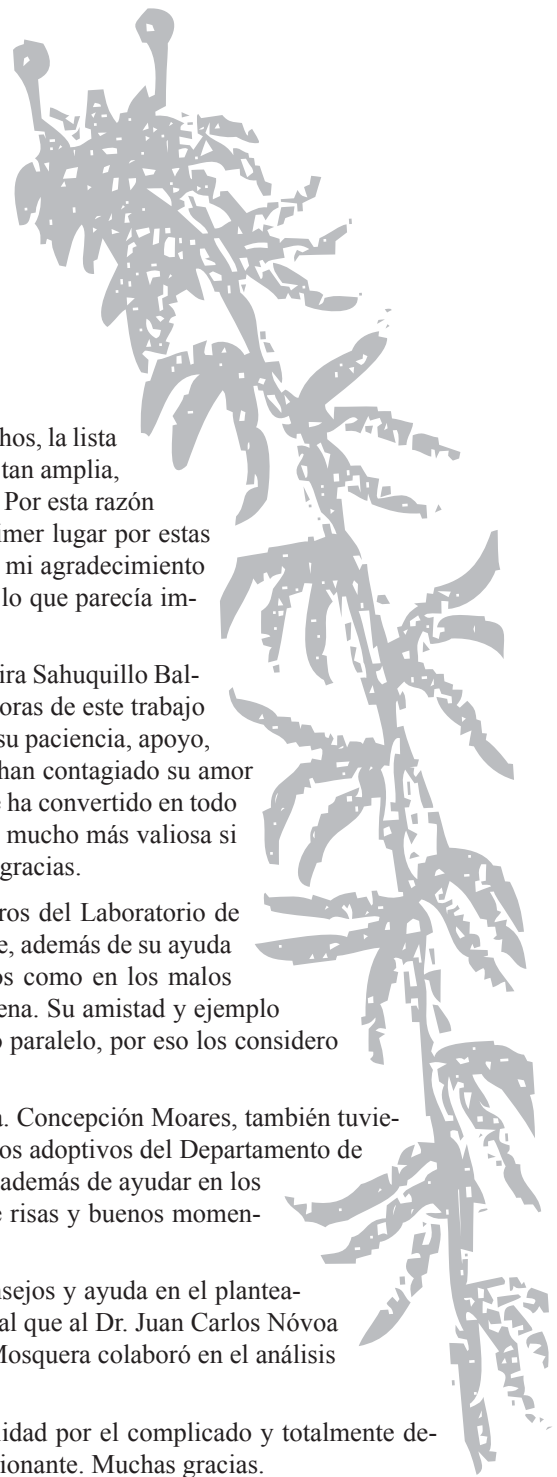 hos, la lista
tan amplia,
Por esta razón
imer lugar por estas
mi agradecimiento
lo que parecía im-
ira Sahuquillo Bal-
oras de este trabajo
su paciencia, apoyo,
han contagiado su amor
e ha convertido en todo
mucho más valiosa si
gracias.
ros del Laboratorio de
e, además de su ayuda
os como en los malos
ena. Su amistad y ejemplo
o paralelo, por eso los considero
a. Concepción Moares, también tuvie-
os adoptivos del Departamento de
además de ayudar en los
e risas y buenos momen-
nsejos y ayuda en el plantea-
al que al Dr. Juan Carlos Nóvoa
Mosquera colaboró en el análisis
lidad por el complicado y totalmente de-
cionante. Muchas gracias.